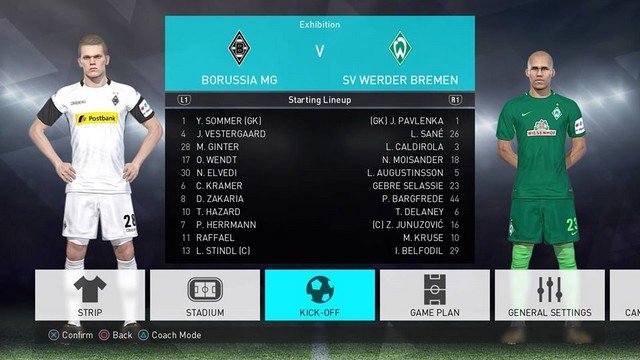 Exhibition
V
BORUSSIA MG SV WERDER BREMEN
L1 Starting Lineup R1
1 Y. SOMMER (GK) (GK) J. PAVLENKA 1
4 J. VESTERGAARD L. SANÉ 26
28 M. GINTER L. CALDIROLA 3
17 O. WENDT N. MOISANDER 18
30 N. ELVEDI L. AUGUSTINSSON 5
6 C. KRAMER GEBRE SELASSIE 23
8 D. ZAKARIA P. BARGFREDE 44
10 T. HAZARD T. DELANEY 6
7 P. HERRMANN (C) Z. JUNUZOVIĆ 16
11 RAFFAEL M. KRUSE 10
13 L. STINDL (C) I. BELFODIL 29
Postbank
28
WIESENHOF
23
STRIP STADIUM KICK-OFF GAME PLAN GENERAL SETTINGS
Confirm Back Coach Mode